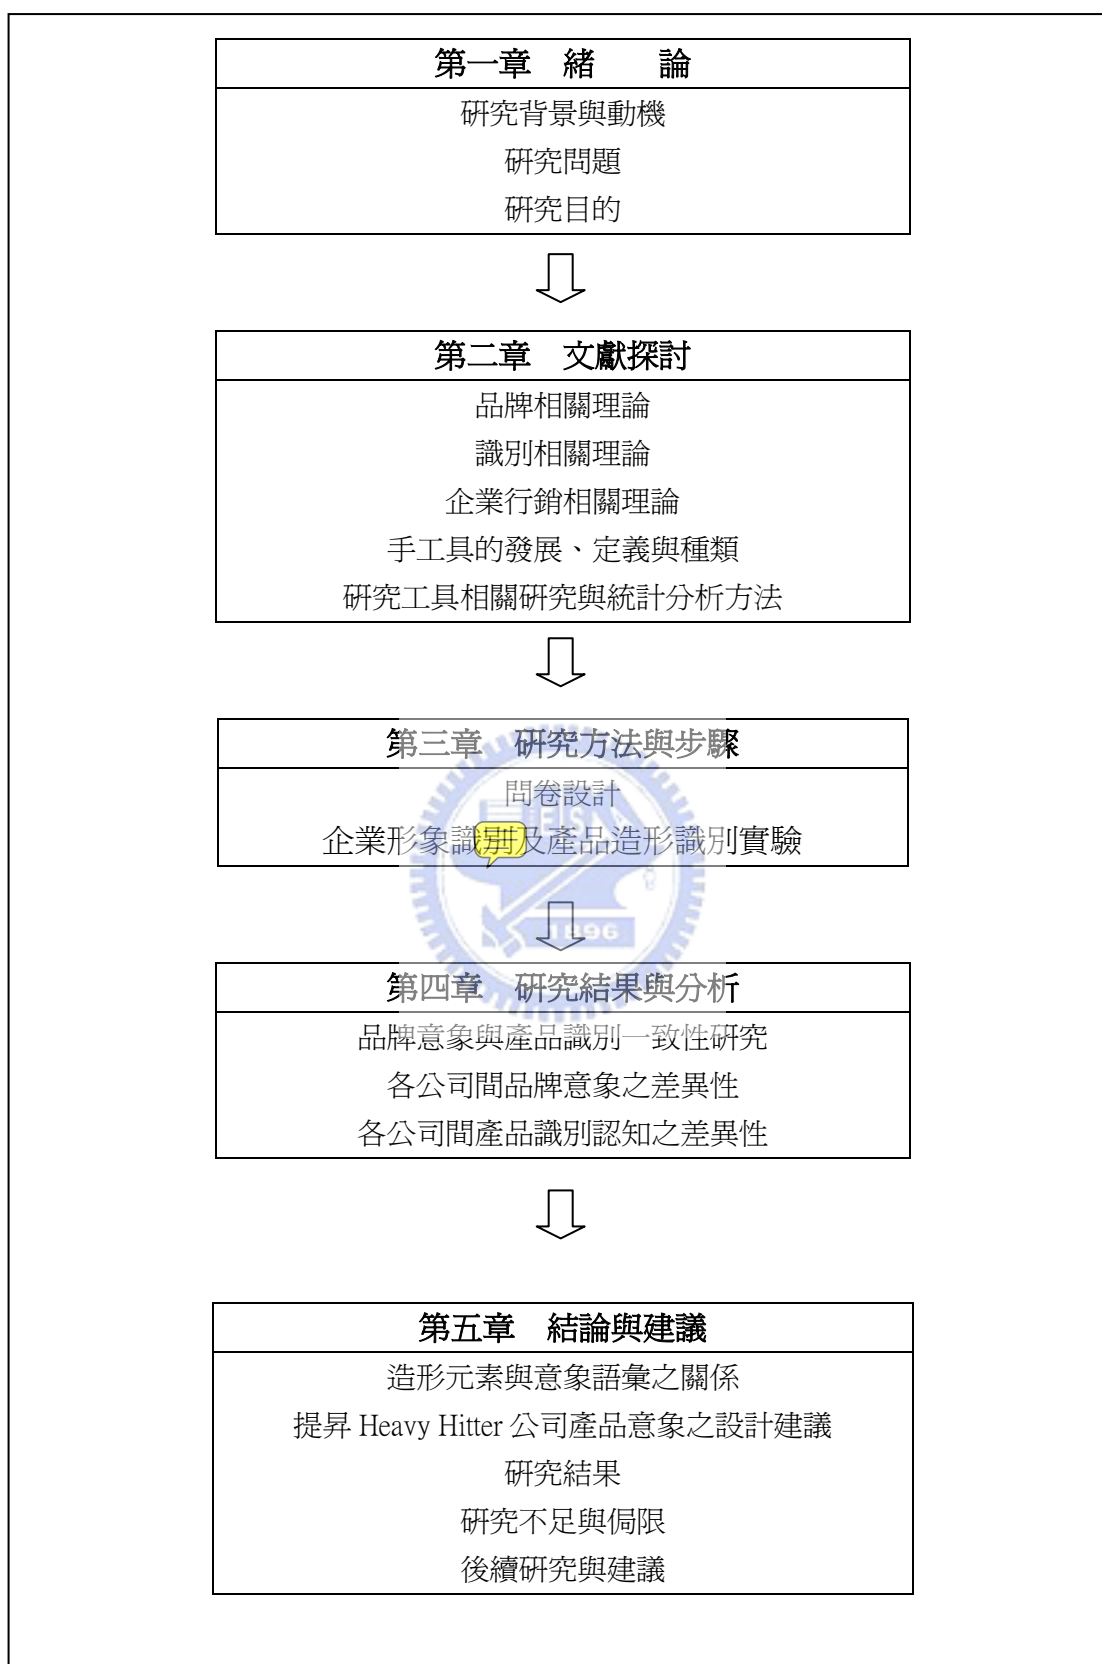 第一章　緒　　論
研究背景與動機
研究問題
研究目的
第二章　文獻探討
品牌相關理論
識別相關理論
企業行銷相關理論
手工具的發展、定義與種類
研究工具相關研究與統計分析方法
第三章　研究方法與步驟
問卷設計
企業形象識別及產品造形識別實驗
1896
第四章　研究結果與分析
品牌意象與產品識別一致性研究
各公司間品牌意象之差異性
各公司間產品識別認知之差異性
第五章　結論與建議
造形元素與意象語彙之關係
提昇 Heavy Hitter 公司產品意象之設計建議
研究結果
研究不足與侷限
後續研究與建議